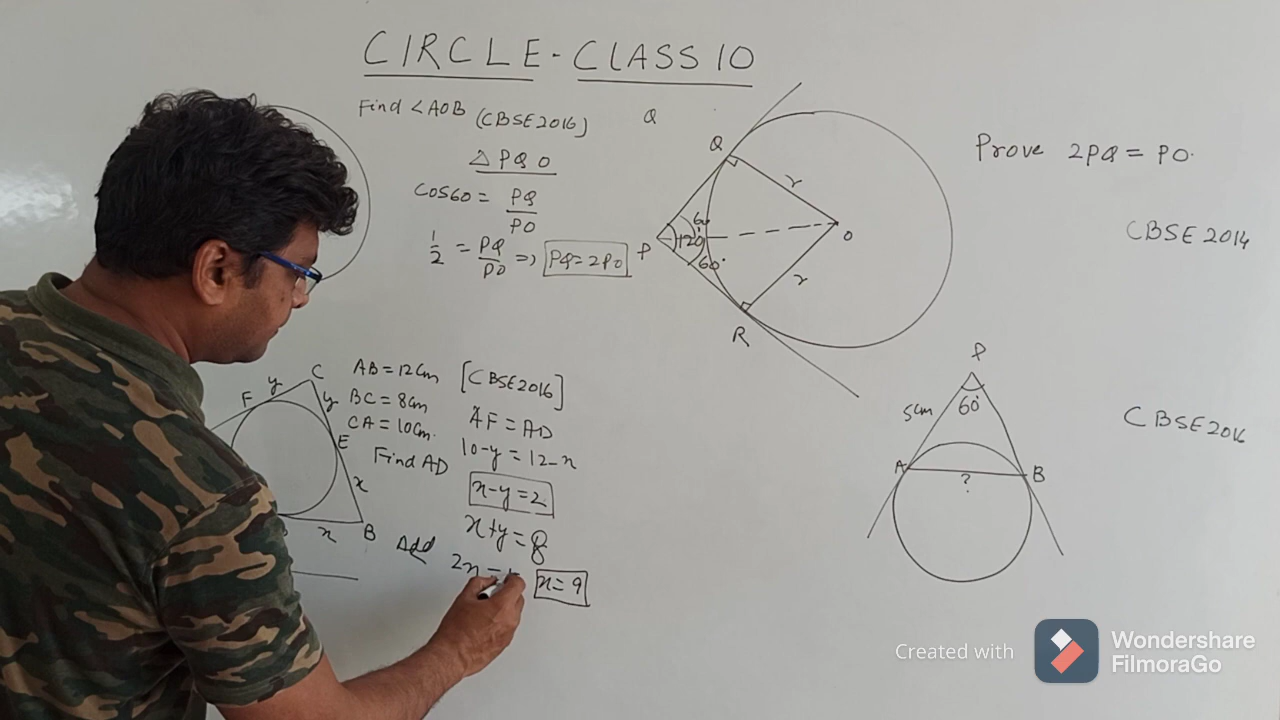 CIRCLE - CLASS 10
Find <AOB (CBSE 2016)
△ PQO
Cos60 = PQ/PO
1/2 = PQ/PO => PQ = 2PO
Q
Q
r
60
120°
60°
P
O
r
R
Prove 2PQ = PO.
CBSE 2014
C
y
F
y
E
x
x
B
AB = 12cm [CBSE 2016]
BC = 8cm
CA = 10cm.
Find AD
AF = AD
10-y = 12-x
x-y = 2
x+y = 8
Add
2x =
x = 9
P
5cm
60°
A
B
?
CBSE 2016
Created with
Wondershare
FilmoraGo